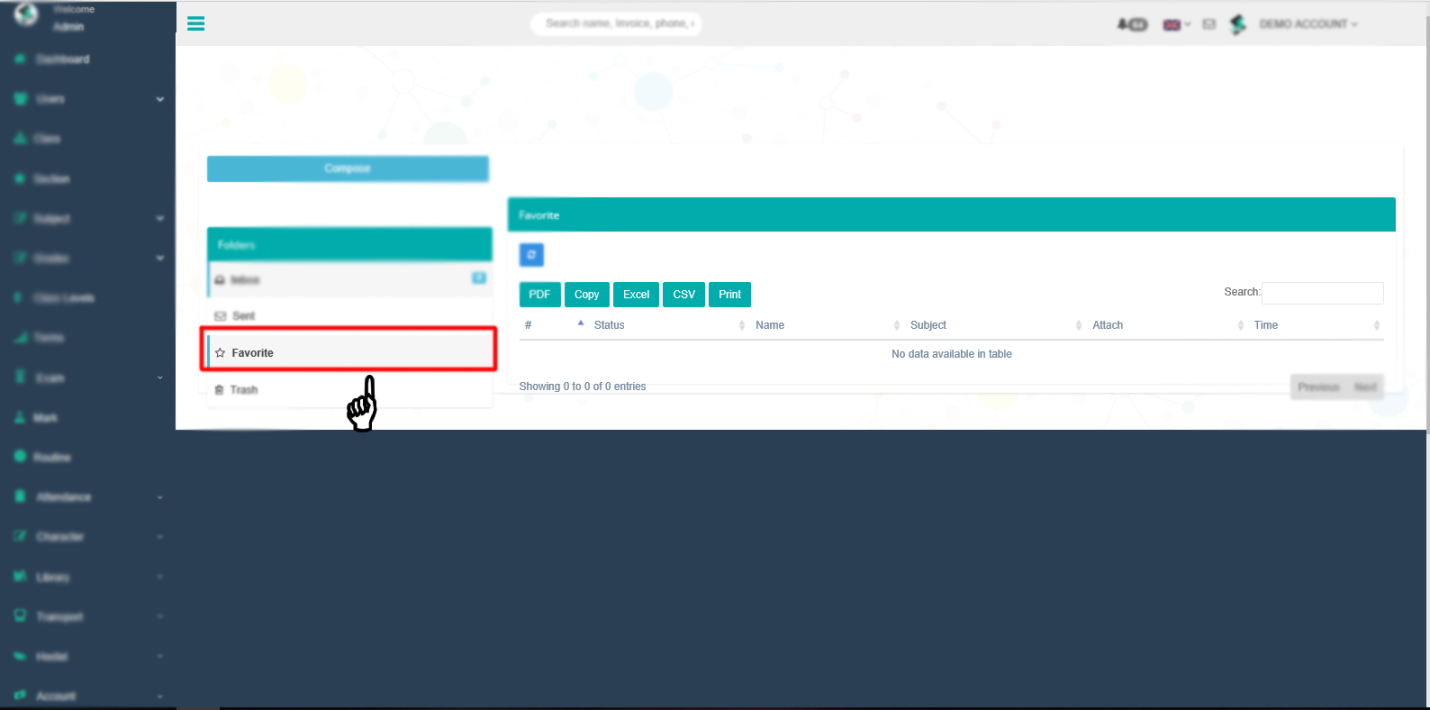 Welcome
Admin
Search name, Invoice, phone,
DEMO ACCOUNT
Dashboard
Users
Class
Section
Subject
Grades
Class Levels
Terms
Exam
Mark
Routine
Attendance
Character
Library
Transport
Hostel
Account
Compose
Folders
Inbox
Sent
Favorite
Trash
Favorite
PDF Copy Excel CSV Print
Search:
# Status Name Subject Attach Time
No data available in table
Showing 0 to 0 of 0 entries
Previous Next